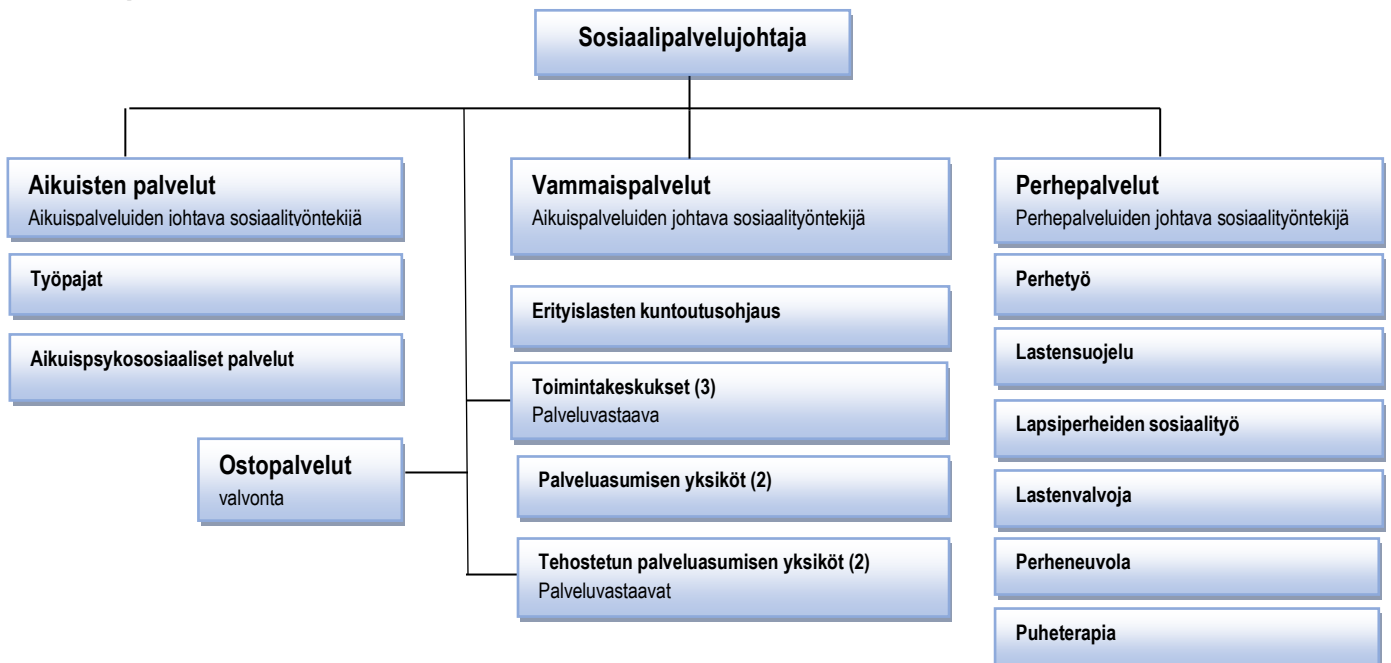 Sosiaalipalvelujohtaja
Aikuisten palvelut
Aikuispalveluiden johtava sosiaalityöntekijä
Työpajat
Aikuispsykososiaaliset palvelut
Ostopalvelut
valvonta
Vammaispalvelut
Aikuispalveluiden johtava sosiaalityöntekijä
Erityislasten kuntoutusohjaus
Toimintakeskukset (3)
Palveluvastaava
Palveluasumisen yksiköt (2)
Tehostetun palveluasumisen yksiköt (2)
Palveluvastaavat
Perhepalvelut
Perhepalveluiden johtava sosiaalityöntekijä
Perhetyö
Lastensuojelu
Lapsiperheiden sosiaalityö
Lastenvalvoja
Perheneuvola
Puheterapia